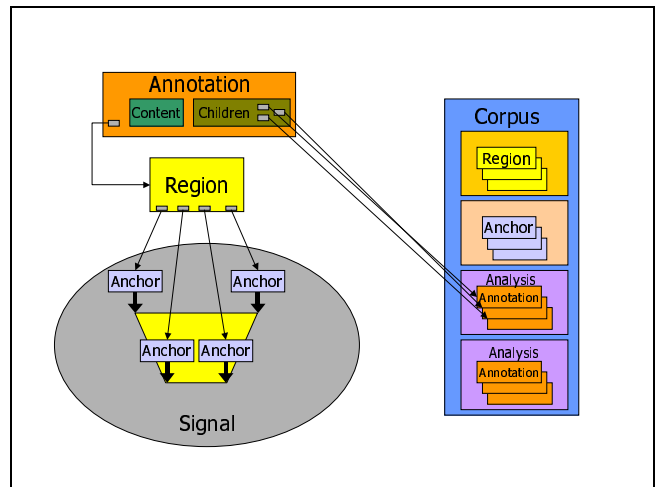 Annotation
Content
Children
Region
Anchor
Anchor
Anchor
Anchor
Signal
Corpus
Region
Anchor
Analysis
Annotation
Analysis
Annotation